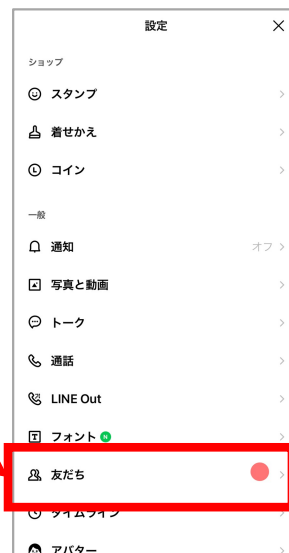 設定
ショップ
スタンプ
着せかえ
コイン
一般
通知 オフ
写真と動画
トーク
通話
LINE Out
フォント N
友だち
タイムライン
アバター